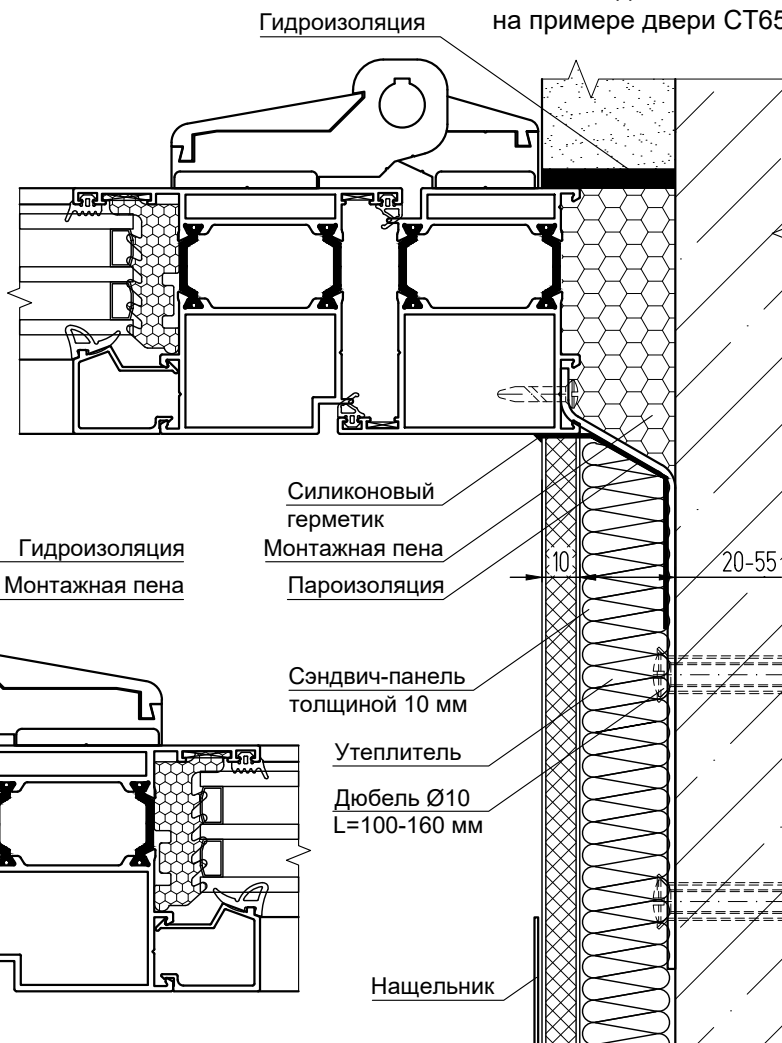 на примере двери СТ65
Гидроизоляция
Силиконовый
герметик
Гидроизоляция
Монтажная пена
Монтажная пена
Пароизоляция
10
20-55
Сэндвич-панель
толщиной 10 мм
Утеплитель
Дюбель Ø10
L=100-160 мм
Нащельник